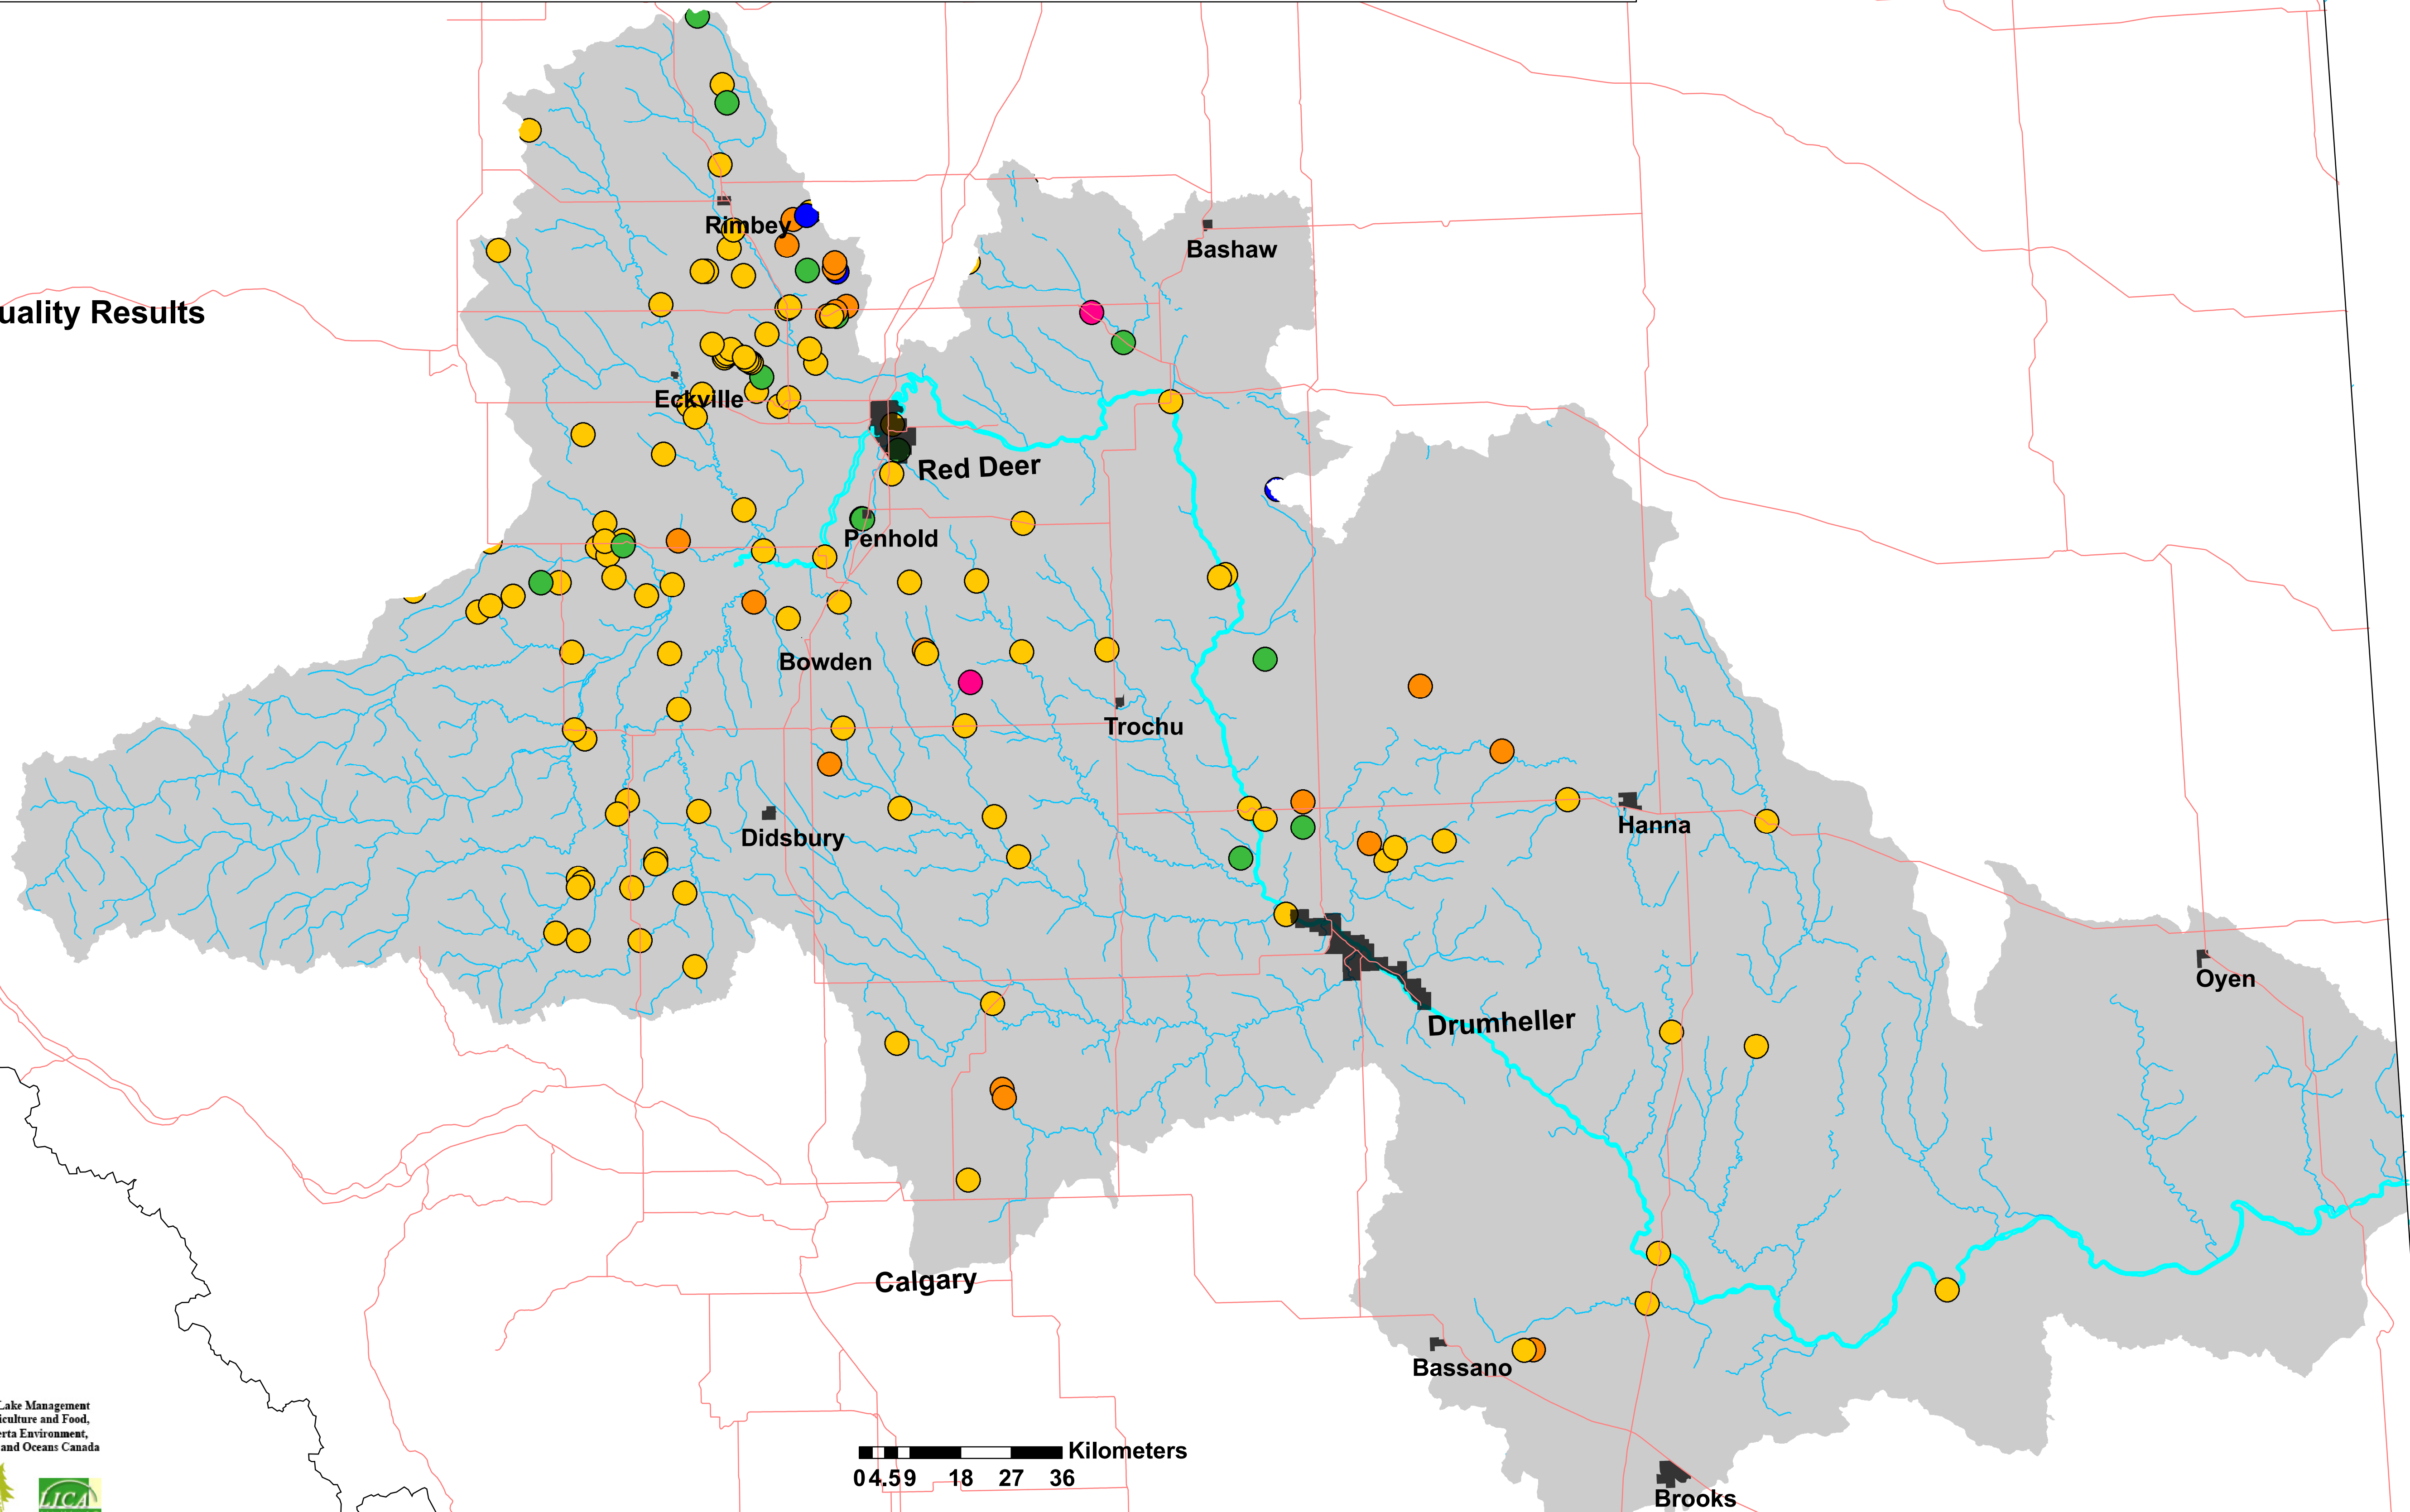 Rimbey
Bashaw
uality Results
Eckville
Red Deer
Penhold
Bowden
Trochu
Didsbury
Hanna
Oyen
Drumheller
Calgary
Bassano
Lake Management
iculture and Food,
erta Environment,
and Oceans Canada
Kilometers
0 4.5 9 18 27 36
LICA
Brooks